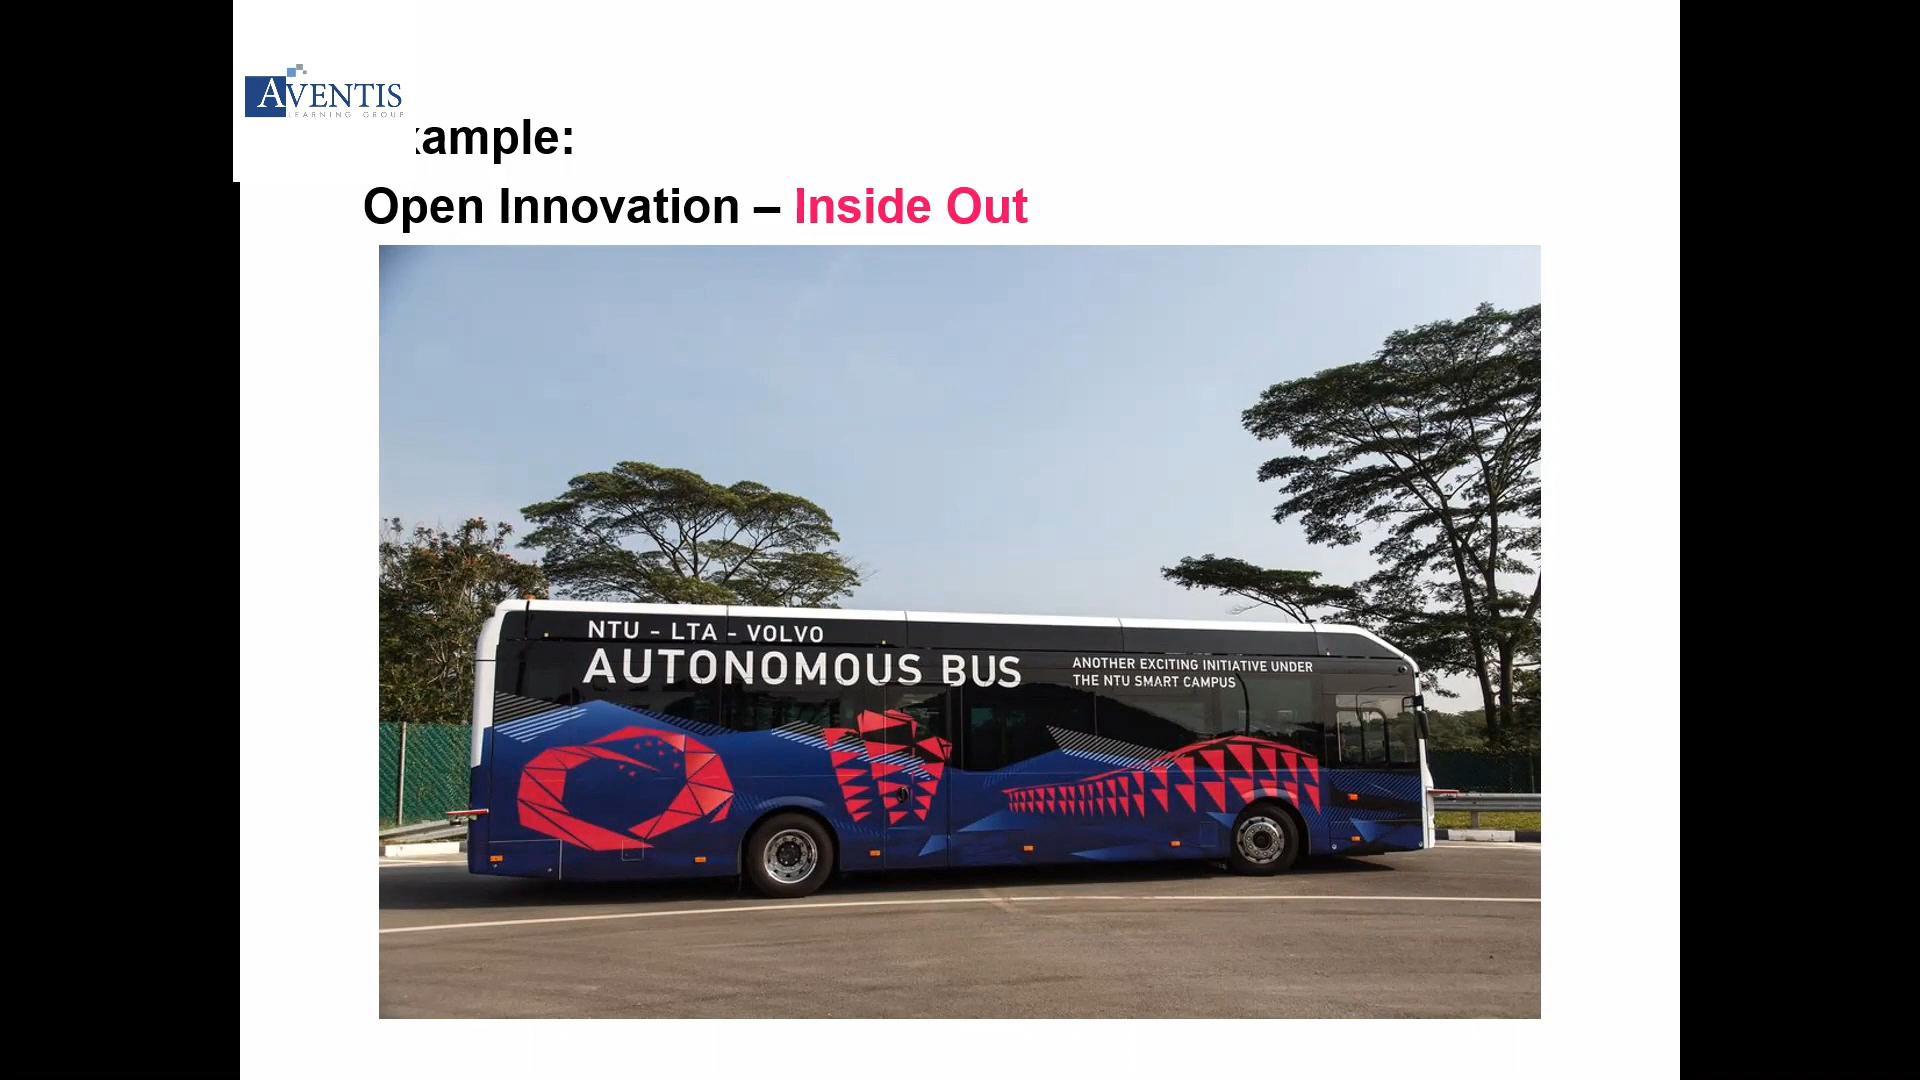 AVENTIS
LEARNING GROUP
xample:
Open Innovation – Inside Out
NTU - LTA - VOLVO
AUTONOMOUS BUS
ANOTHER EXCITING INITIATIVE UNDER
THE NTU SMART CAMPUS